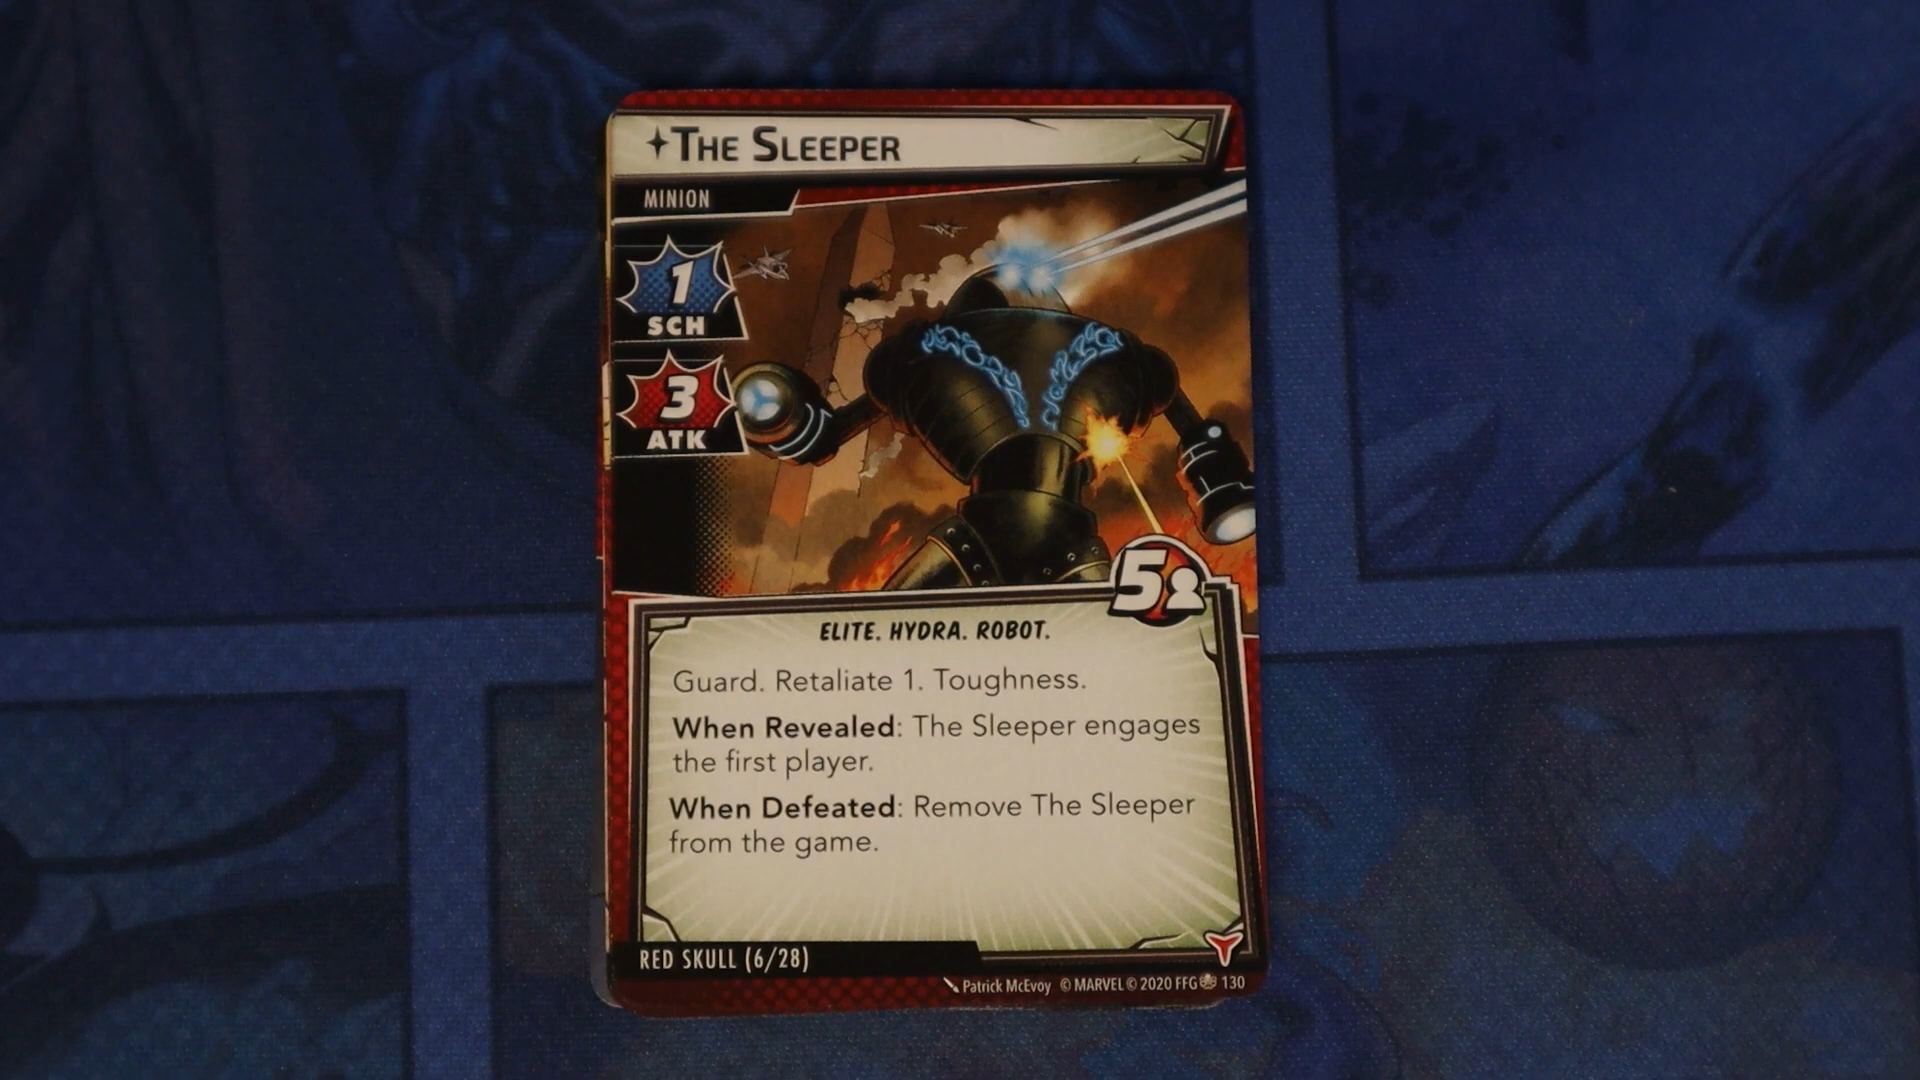 THE SLEEPER
MINION
1
SCH
3
ATK
5
ELITE. HYDRA. ROBOT.
Guard. Retaliate 1. Toughness.
When Revealed: The Sleeper engages
the first player.
When Defeated: Remove The Sleeper
from the game.
RED SKULL (6/28)
Patrick McEvoy © MARVEL © 2020 FFG 130